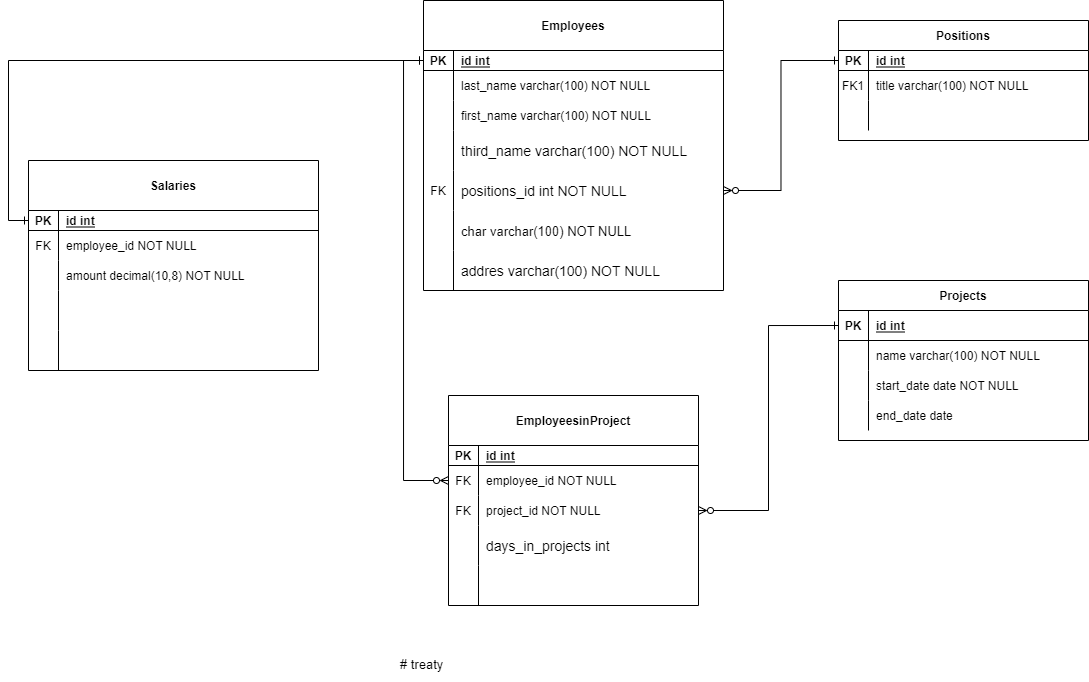 Employees
PK id int
last_name varchar(100) NOT NULL
first_name varchar(100) NOT NULL
third_name varchar(100) NOT NULL
FK positions_id int NOT NULL
char varchar(100) NOT NULL
addres varchar(100) NOT NULL
Positions
PK id int
FK1 title varchar(100) NOT NULL
Salaries
PK id int
FK employee_id NOT NULL
amount decimal(10,8) NOT NULL
Projects
PK id int
name varchar(100) NOT NULL
start_date date NOT NULL
end_date date
EmployeesinProject
PK id int
FK employee_id NOT NULL
FK project_id NOT NULL
days_in_projects int
# treaty